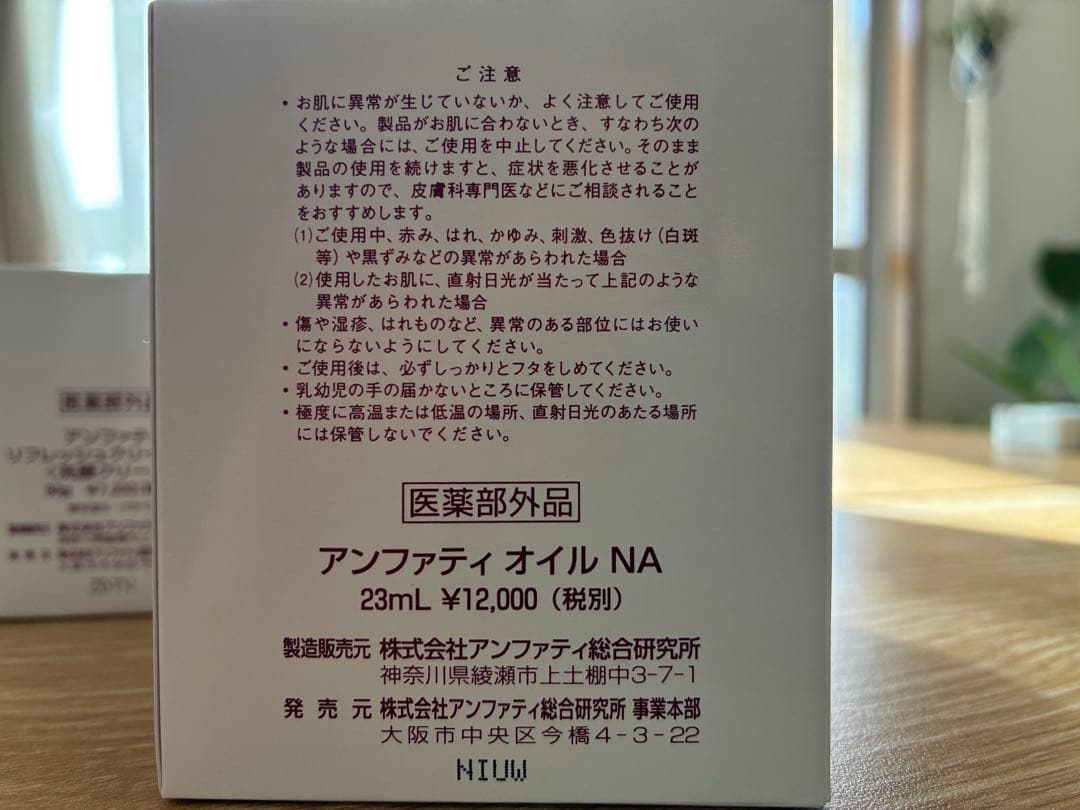 ご注意
• お肌に異常が生じていないか、よく注意してご使用
ください。製品がお肌に合わないとき、すなわち次の
ような場合には、ご使用を中止してください。そのまま
製品の使用を続けますと、症状を悪化させることが
ありますので、皮膚科専門医などにご相談されること
をおすすめします。
(1)ご使用中、赤み、はれ、かゆみ、刺激、色抜け(白斑
等)や黒ずみなどの異常があらわれた場合
(2)使用したお肌に、直射日光が当たって上記のような
異常があらわれた場合
• 傷や湿疹、はれものなど、異常のある部位にはお使い
にならないようにしてください。
• ご使用後は、必ずしっかりとフタをしめてください。
• 乳幼児の手の届かないところに保管してください。
• 極度に高温または低温の場所、直射日光のあたる場所
には保管しないでください。
医薬部外品
アンファティ オイル NA
23mL ¥12,000(税別)
製造販売元 株式会社アンファティ総合研究所
神奈川県綾瀬市上土棚中3-7-1
発売元 株式会社アンファティ総合研究所 事業本部
大阪市中央区今橋4-3-22
NIUW
医薬部外
アンファテ
リフレッシュクリー